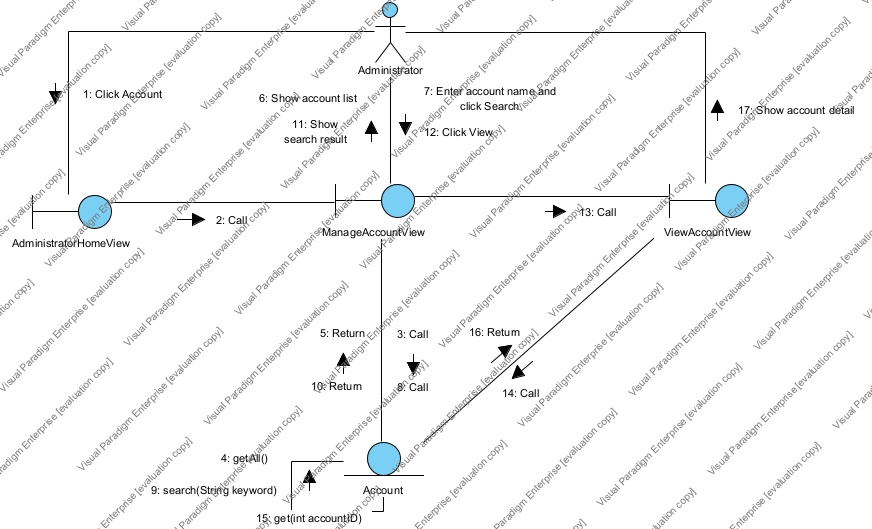 Administrator
1: Click Account
6: Show account list
7: Enter account name and
click Search
11: Show
search result
12: Click View
17: Show account detail
2: Call
13: Call
AdministratorHomeView
ManageAccountView
ViewAccountView
5: Return
3: Call
16: Return
10: Return
8: Call
14: Call
4: getAll()
9: search(String keyword)
Account
15: get(int accountID)
Visual Paradigm Enterprise [evaluation copy]